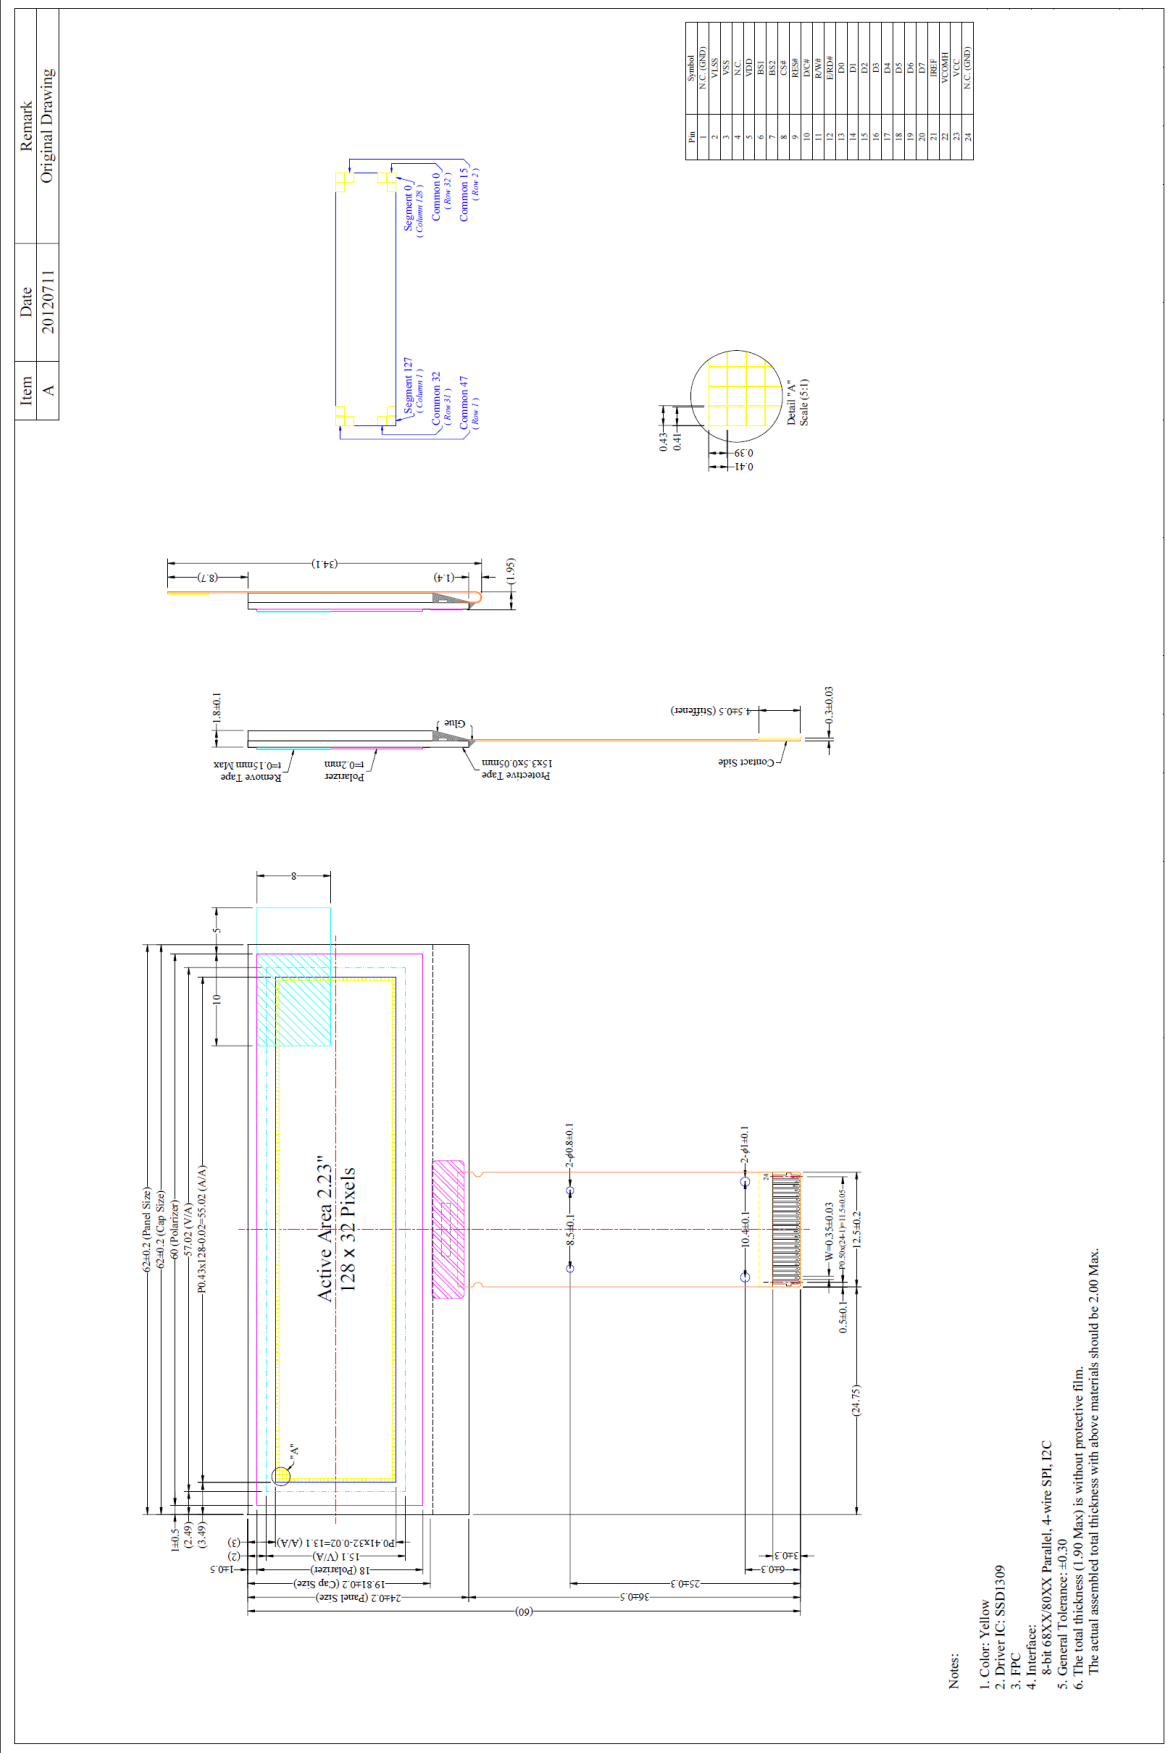 Item Date Remark
A 20120711 Original Drawing
Pin Symbol
1 N.C. (GND)
2 VLSS
3 VSS
4 N.C.
5 VDD
6 BS1
7 BS2
8 CS#
9 RES#
10 D/C#
11 R/W#
12 E/RD#
13 D0
14 D1
15 D2
16 D3
17 D4
18 D5
19 D6
20 D7
21 IREF
22 VCOMH
23 VCC
24 N.C. (GND)
Segment 127
( Column 1 )
Common 32
( Row 31 )
Common 47
( Row 1 )
Segment 0
( Column 128 )
Common 0
( Row 32 )
Common 15
( Row 2 )
0.43
0.41
0.39
0.41
Detail "A"
Scale (5:1)
(34.1)
(8.7)
(1.4)
(1.95)
1.8±0.1
Glue
Remove Tape
t=0.15mm Max
Polarizer
t=0.2mm
Protective Tape
15x3.5x0.05mm
4.5±0.5 (Stiffener)
0.3±0.03
Contact Side
8
5
10
62±0.2 (Panel Size)
62±0.2 (Cap Size)
60 (Polarizer)
57.02 (V/A)
P0.43x128-0.02=55.02 (A/A)
1±0.5
(2.49)
(3.49)
Active Area 2.23"
128 x 32 Pixels
"A"
(3)
(2)
1±0.5
P0.41x32-0.02=13.1 (A/A)
15.1 (V/A)
18 (Polarizer)
19.81±0.2 (Cap Size)
24±0.2 (Panel Size)
(60)
36±0.5
25±0.3
6±0.3
3±0.3
2-ϕ0.8±0.1
8.5±0.1
2-ϕ1±0.1
10.4±0.1
24
1
W=0.35±0.03
P0.50x(24-1)=11.5±0.05
12.5±0.2
0.5±0.1
(24.75)
Notes:
1. Color: Yellow
2. Driver IC: SSD1309
3. FPC
4. Interface:
8-bit 68XX/80XX Parallel, 4-wire SPI, I2C
5. General Tolerance: ±0.30
6. The total thickness (1.90 Max) is without protective film.
The actual assembled total thickness with above materials should be 2.00 Max.